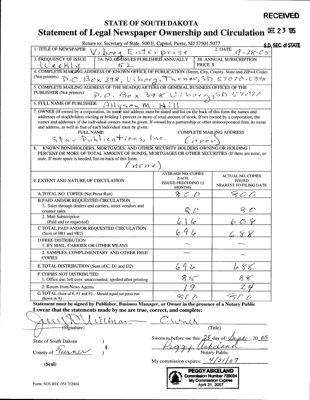 RECEIVED
STATE OF SOUTH DAKOTA
Statement of Legal Newspaper Ownership and Circulation DEC 23 '05
Return to: Secretary of State, 500 E. Capitol, Pierre, SD 57501-5077
S.D. SEC. of STATE
1. TITLE OF NEWSPAPER Viborg Enterprise
2. DATE 9-28-05
3. FREQUENCY OF ISSUE Weekly
3A. NO. OF ISSUES PUBLISHED ANNUALLY 52
3B. ANNUAL SUBSCRIPTION PRICE $
4. COMPLETE MAILING ADDRESS OF KNOWN OFFICE OF PUBLICATION (Street, City, County, State and ZIP+4 Code) (Not printers)
P.O. Box 398, Viborg, Turner, SD 57070-0398
5. COMPLETE MAILING ADDRESS OF THE HEADQUARTERS OR GENERAL BUSINESS OFFICES OF THE PUBLISHER (Not printers)
P.O. Box 398 Viborg, SD 57070
6. FULL NAME OF PUBLISHER: Allyson M. Hill
7. OWNER (If owned by a corporation, its name and address must be stated and list on the back of this form the names and addresses of stockholders owning or holding 1 percent or more of total amount of stock. If not owned by a corporation, the names and addresses of the individual owners must be given. If owned by a partnership or other unincorporated firm, its name and address, as well as that of each individual must be given.
FULL NAME
COMPLETE MAILING ADDRESS
Star Publications, Inc.
8. KNOWN BONDHOLDERS, MORTGAGES, AND OTHER SECURITY HOLDERS OWNING OR HOLDING 1 PERCENT OR MORE OF TOTAL AMOUNT OF BONDS, MORTGAGES OR OTHER SECURITIES (If there are none, so state. If more space is needed, list on back of this form.
(none)
9. EXTENT AND NATURE OF CIRCULATION
AVERAGE NO. COPIES EACH ISSUED PRECEDING 12 MONTHS
ACTUAL NO. COPIES ISSUED NEAREST TO FILING DATE
A. TOTAL NO. COPIES (Net Press Run) 800 800
B. PAID AND/OR REQUESTED CIRCULATION
1. Sales through dealers and carriers, street vendors and counter sales. 80 80
2. Mail Subscription (Paid and or requested) 616 608
C. TOTAL PAID AND/OR REQUESTED CIRCULATION (Sum of 9B1 and 9B2) 696 688
D. FREE DISTRIBUTION
1. BY MAIL, CARRIER OR OTHER MEANS - -
2. SAMPLES, COMPLIMENTARY AND OTHER FREE COPIES - -
E. TOTAL DISTRIBUTION (Sum of C, D1 and D2) 696 688
F. COPIES NOT DISTRIBUTED
1. Office use, left over, unaccounted, spoiled after printing 85 88
2. Return from News Agents 19 24
G. TOTAL (Sum of E, F1 and F2 - Should equal net press run shown in A) 800 800
Statement must be signed by Publisher, Business Manager, or Owner in the presence of a Notary Public
I swear that the statements made by me are true, correct, and complete:
Owner
(Signature)
(Title)
State of South Dakota )
County of Turner )
Sworn to before me this 28 day of Sept, 20 05
Peggy Askeland
Notary Public
(Seal)
My commission expires: 4/21/07
PEGGY ASKELAND
My Commission Expires
April 21, 2007
Form: SOS REC 051 7/2004